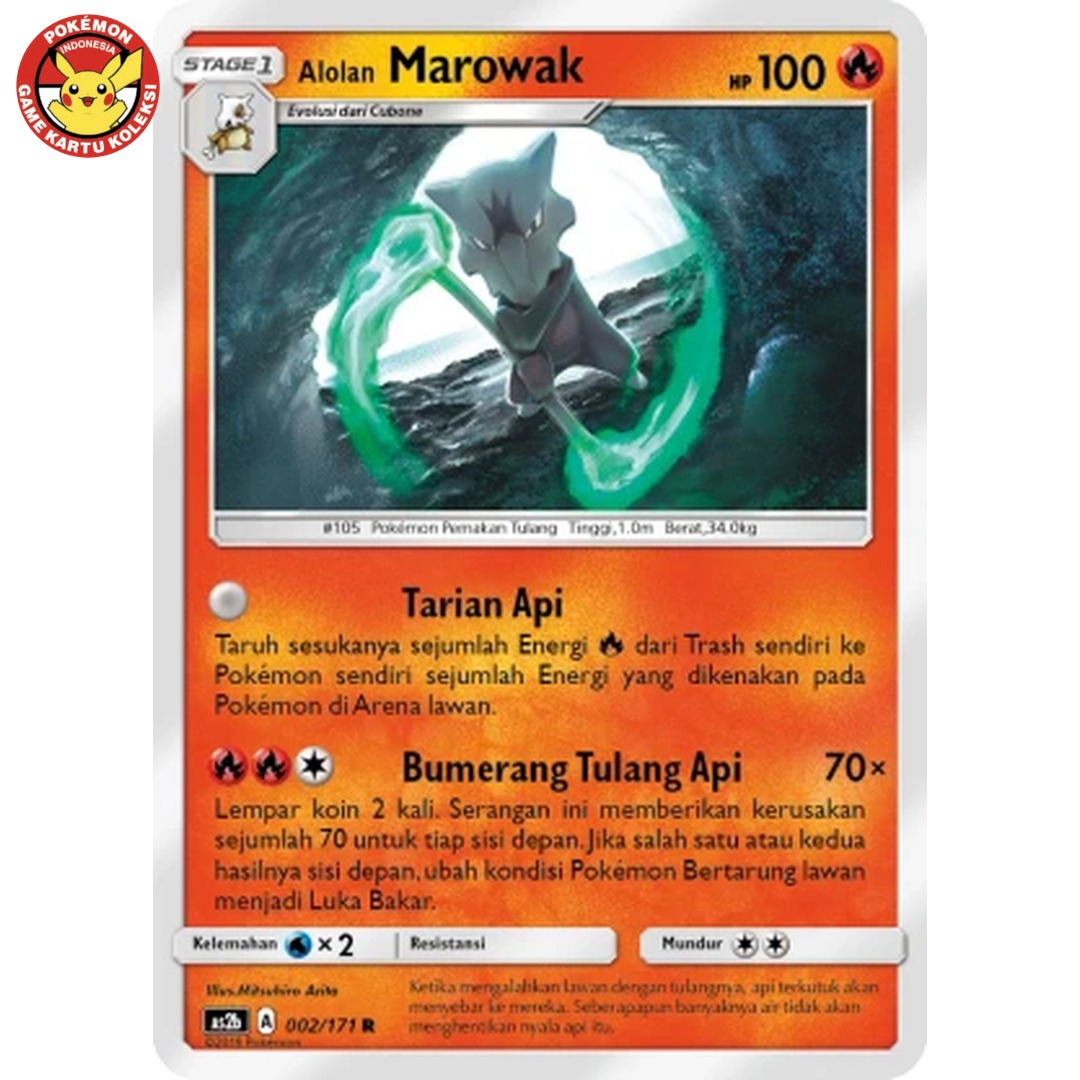 POKÉMON
INDONESIA
GAME KARTU KOLEKSI
STAGE 1 Alolan Marowak HP 100
Evolusi dari Cubone
#105 Pokémon Pemakan Tulang Tinggi,1.0m Berat,34.0kg
Tarian Api
Taruh sesukanya sejumlah Energi dari Trash sendiri ke
Pokémon sendiri sejumlah Energi yang dikenakan pada
Pokémon di Arena lawan.
Bumerang Tulang Api 70×
Lempar koin 2 kali. Serangan ini memberikan kerusakan
sejumlah 70 untuk tiap sisi depan. Jika salah satu atau kedua
hasilnya sisi depan, ubah kondisi Pokémon Bertarung lawan
menjadi Luka Bakar.
Kelemahan ×2 Resistansi Mundur
Illus. Mitsuhiro Arita
Ketika mengalahkan lawan dengan tulangnya, api terkutuk akan
menyebar ke mereka. Seberapapun banyaknya air tidak akan
menghentikan nyala api itu.
as2b A 002/171 R
©2019 Pokémon